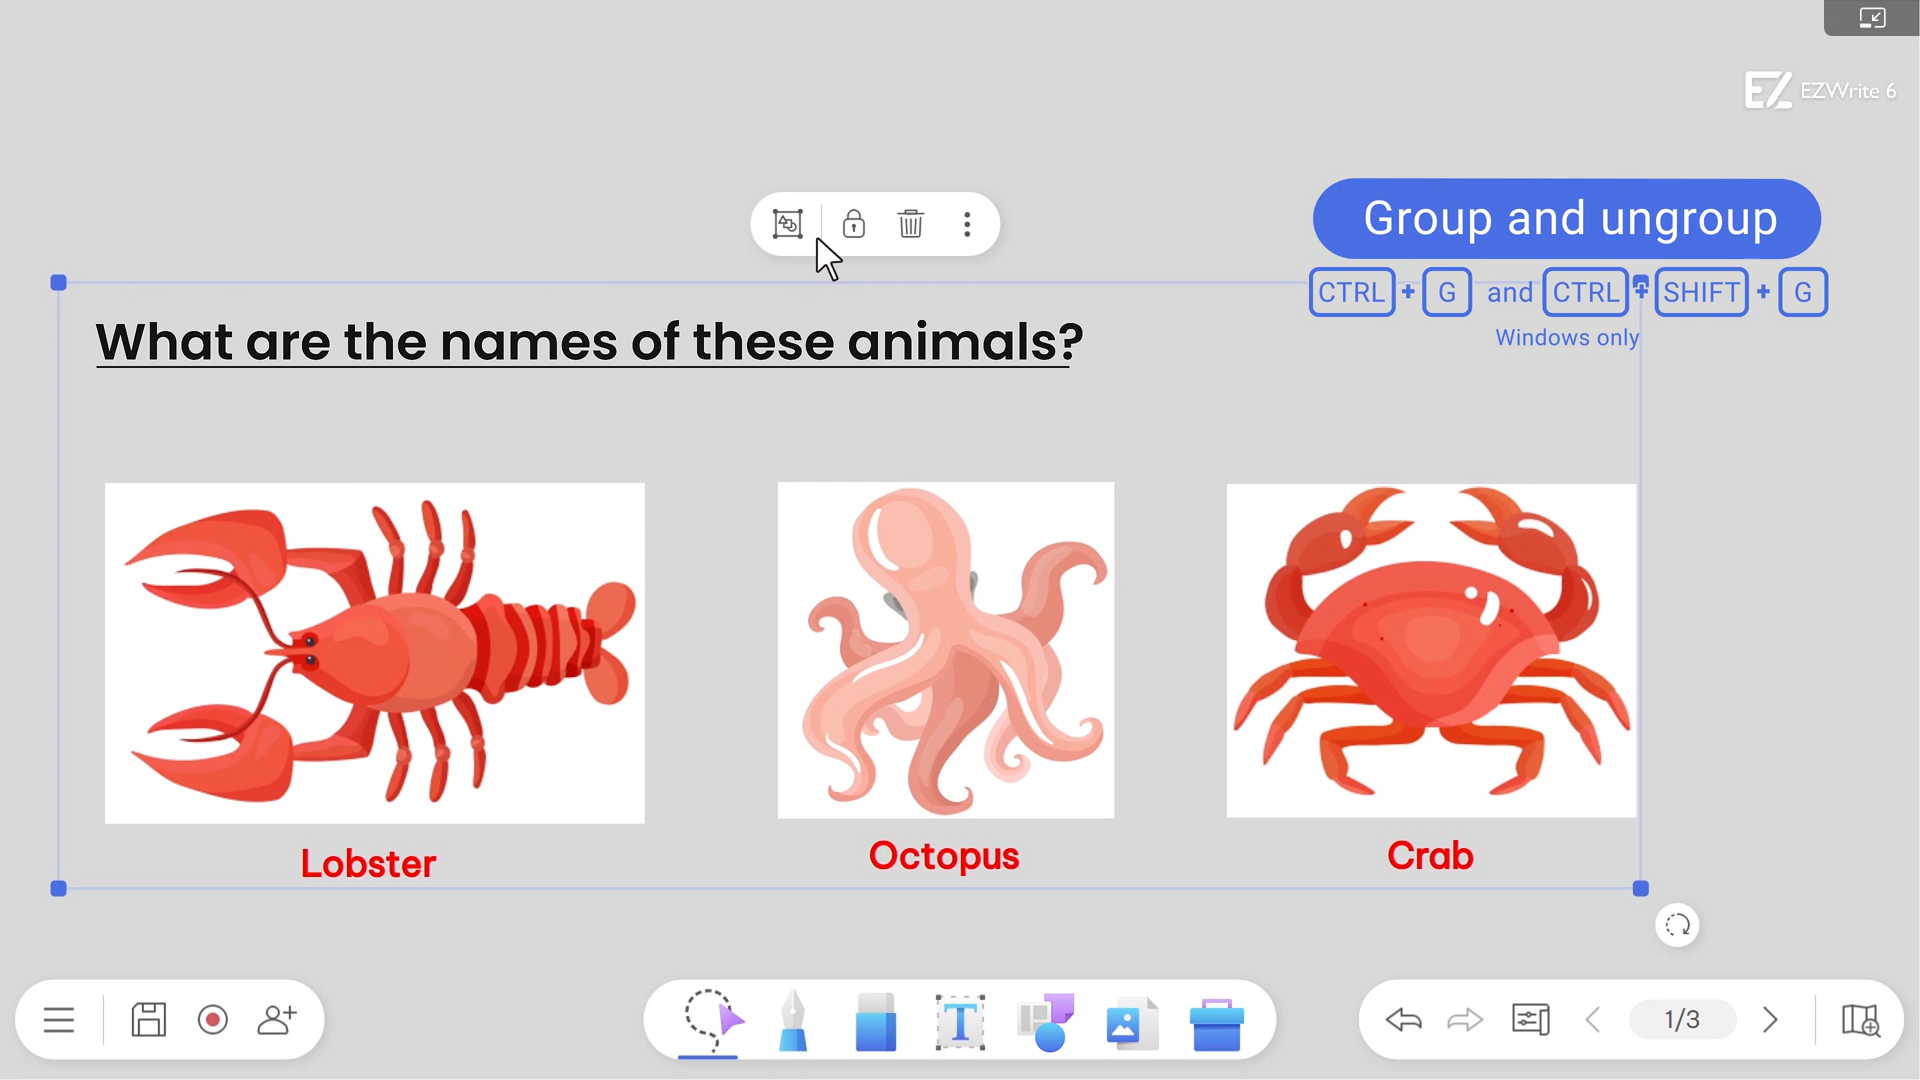 EZ EZWrite 6
Group and ungroup
CTRL + G and CTRL + SHIFT + G
Windows only
What are the names of these animals?
Lobster Octopus Crab
T
1/3